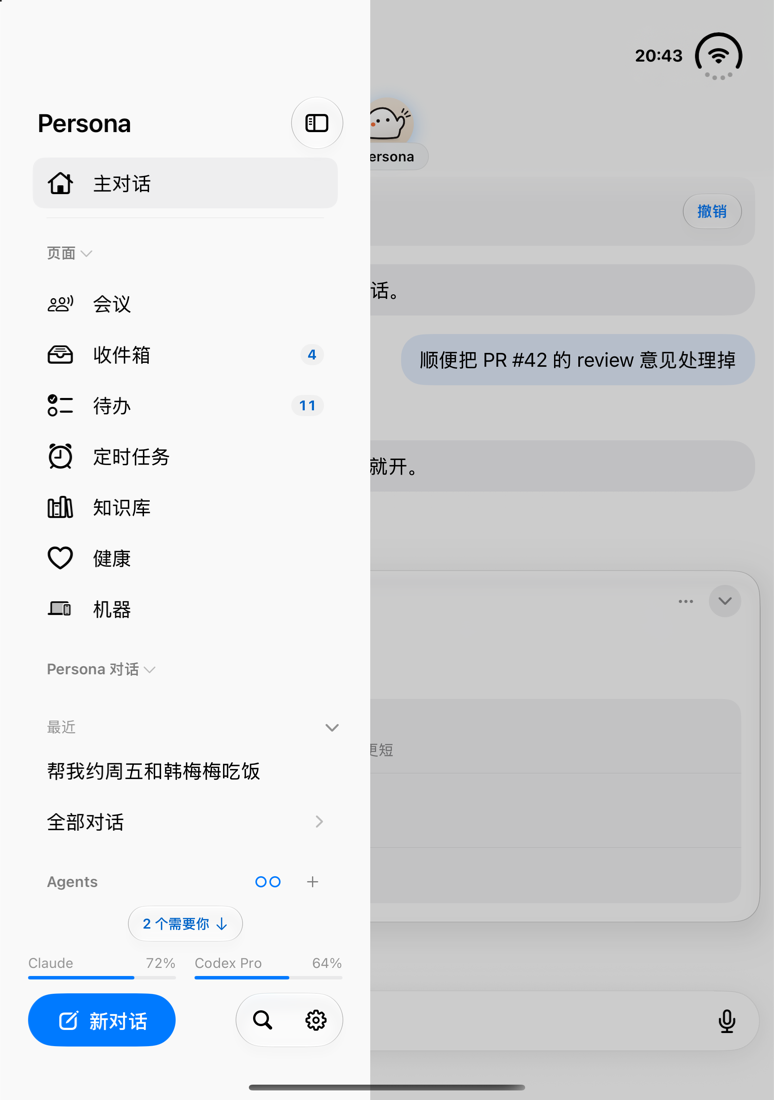 20:43
Persona
主对话
页面
会议
收件箱 4
待办 11
定时任务
知识库
健康
机器
Persona 对话
最近
帮我约周五和韩梅梅吃饭
全部对话
Agents
2 个需要你
Claude 72% Codex Pro 64%
新对话
ersona
撤销
话。
顺便把 PR #42 的 review 意见处理掉
就开。
更短